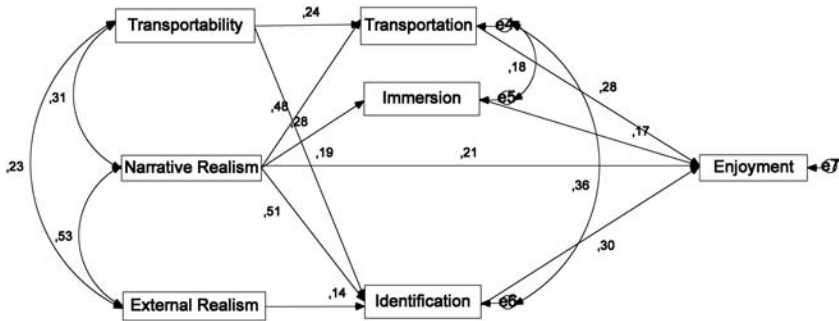 Transportability
,24
Transportation
e4
,18
,31
,48
,28
Immersion
e5
,28
,19
,17
,23
Narrative Realism
,21
Enjoyment
e7
,51
,36
,53
,30
External Realism
,14
Identification
e6